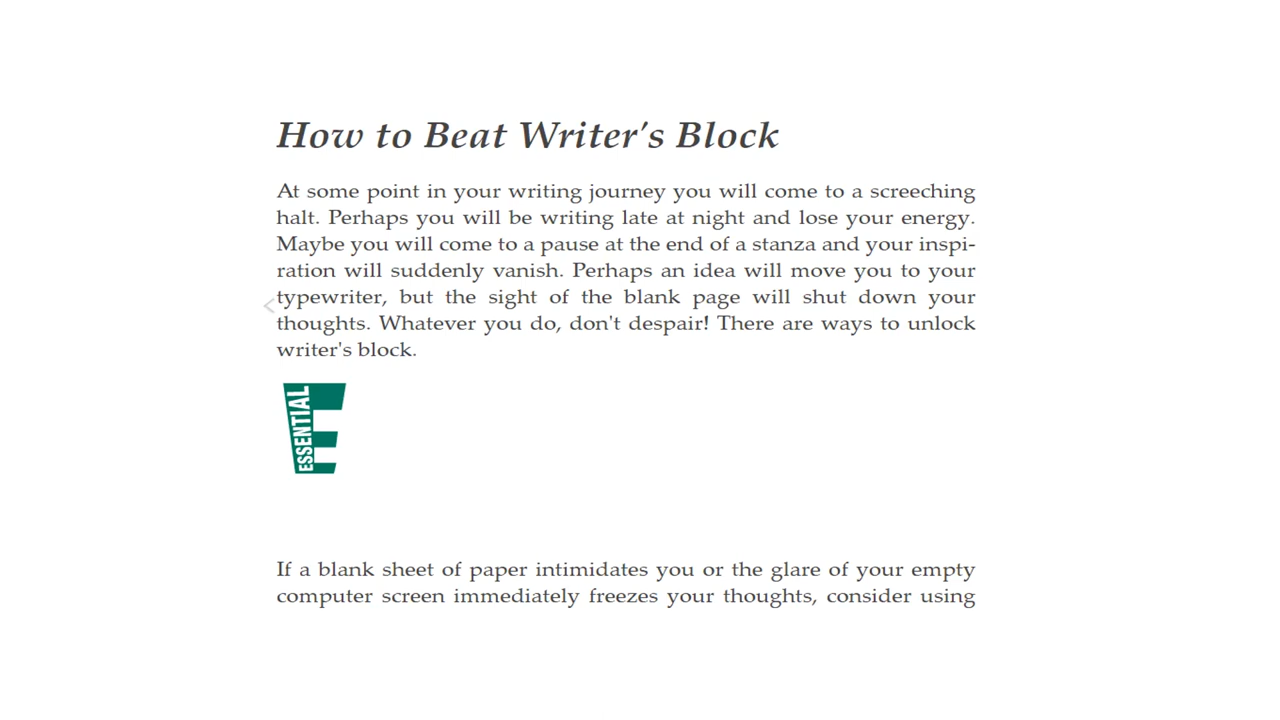 How to Beat Writer's Block
At some point in your writing journey you will come to a screeching
halt. Perhaps you will be writing late at night and lose your energy.
Maybe you will come to a pause at the end of a stanza and your inspi-
ration will suddenly vanish. Perhaps an idea will move you to your
typewriter, but the sight of the blank page will shut down your
thoughts. Whatever you do, don't despair! There are ways to unlock
writer's block.
ESSENTIAL
If a blank sheet of paper intimidates you or the glare of your empty
computer screen immediately freezes your thoughts, consider using